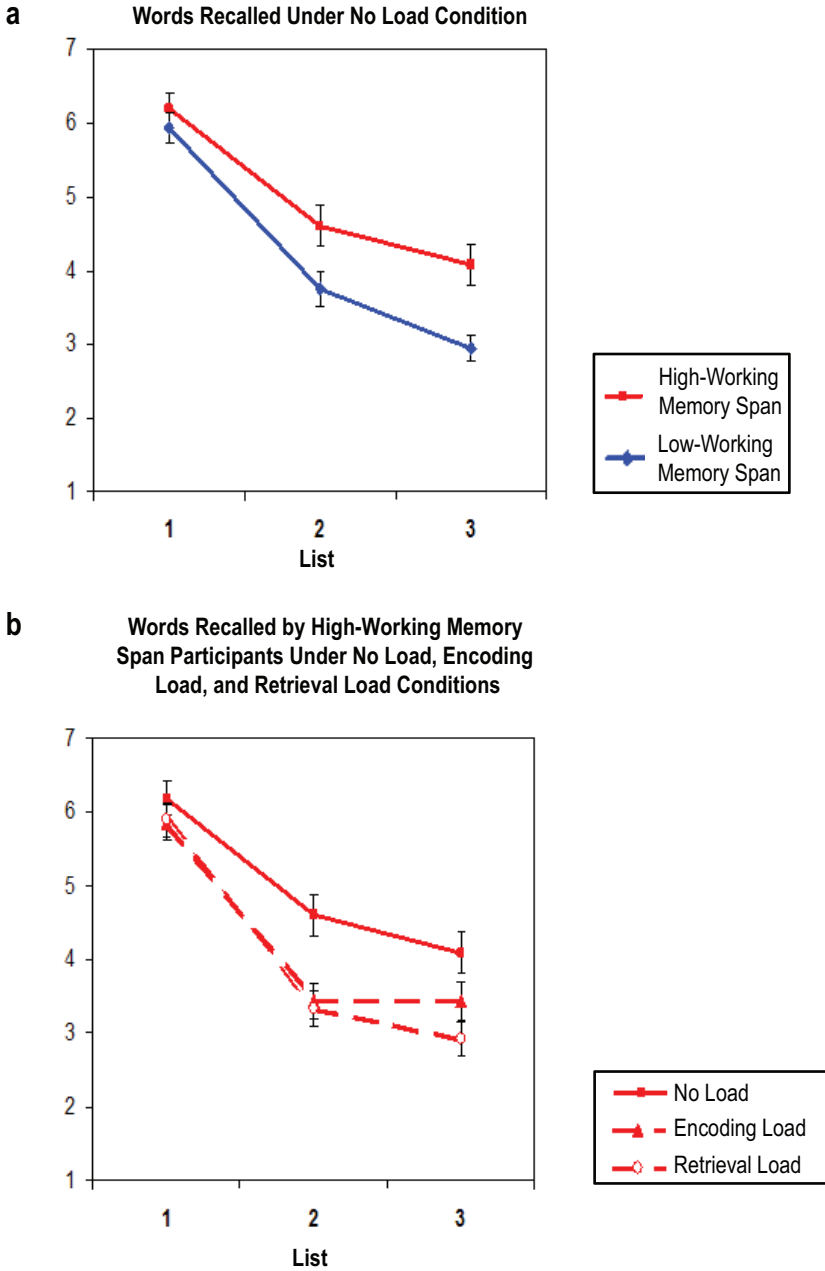 a
Words Recalled Under No Load Condition
7
6
5
4
3
2
1
1 2 3
List
High-Working
Memory Span
Low-Working
Memory Span
b
Words Recalled by High-Working Memory
Span Participants Under No Load, Encoding
Load, and Retrieval Load Conditions
7
6
5
4
3
2
1
1 2 3
List
No Load
Encoding Load
Retrieval Load